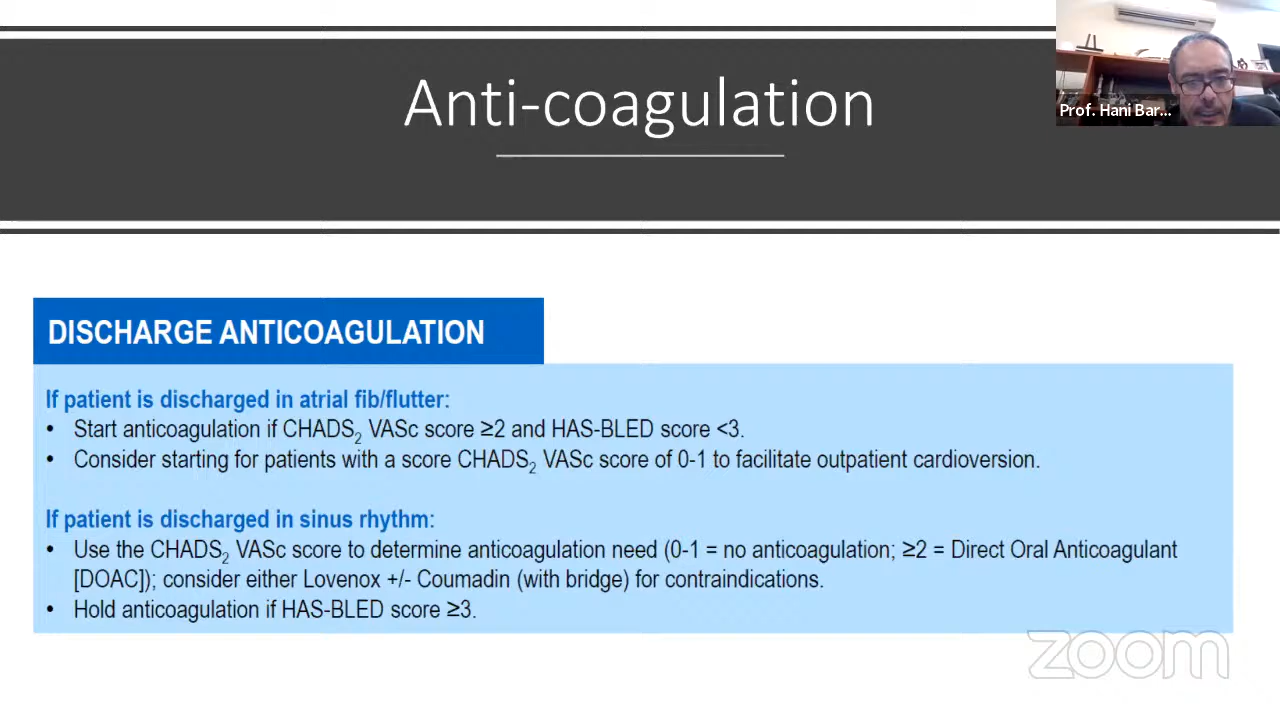 Anti-coagulation
Prof. Hani Bar...
DISCHARGE ANTICOAGULATION
If patient is discharged in atrial fib/flutter:
• Start anticoagulation if CHADS₂ VASc score ≥2 and HAS-BLED score <3.
• Consider starting for patients with a score CHADS₂ VASc score of 0-1 to facilitate outpatient cardioversion.
If patient is discharged in sinus rhythm:
• Use the CHADS₂ VASc score to determine anticoagulation need (0-1 = no anticoagulation; ≥2 = Direct Oral Anticoagulant
[DOAC]); consider either Lovenox +/- Coumadin (with bridge) for contraindications.
• Hold anticoagulation if HAS-BLED score ≥3.
zoom